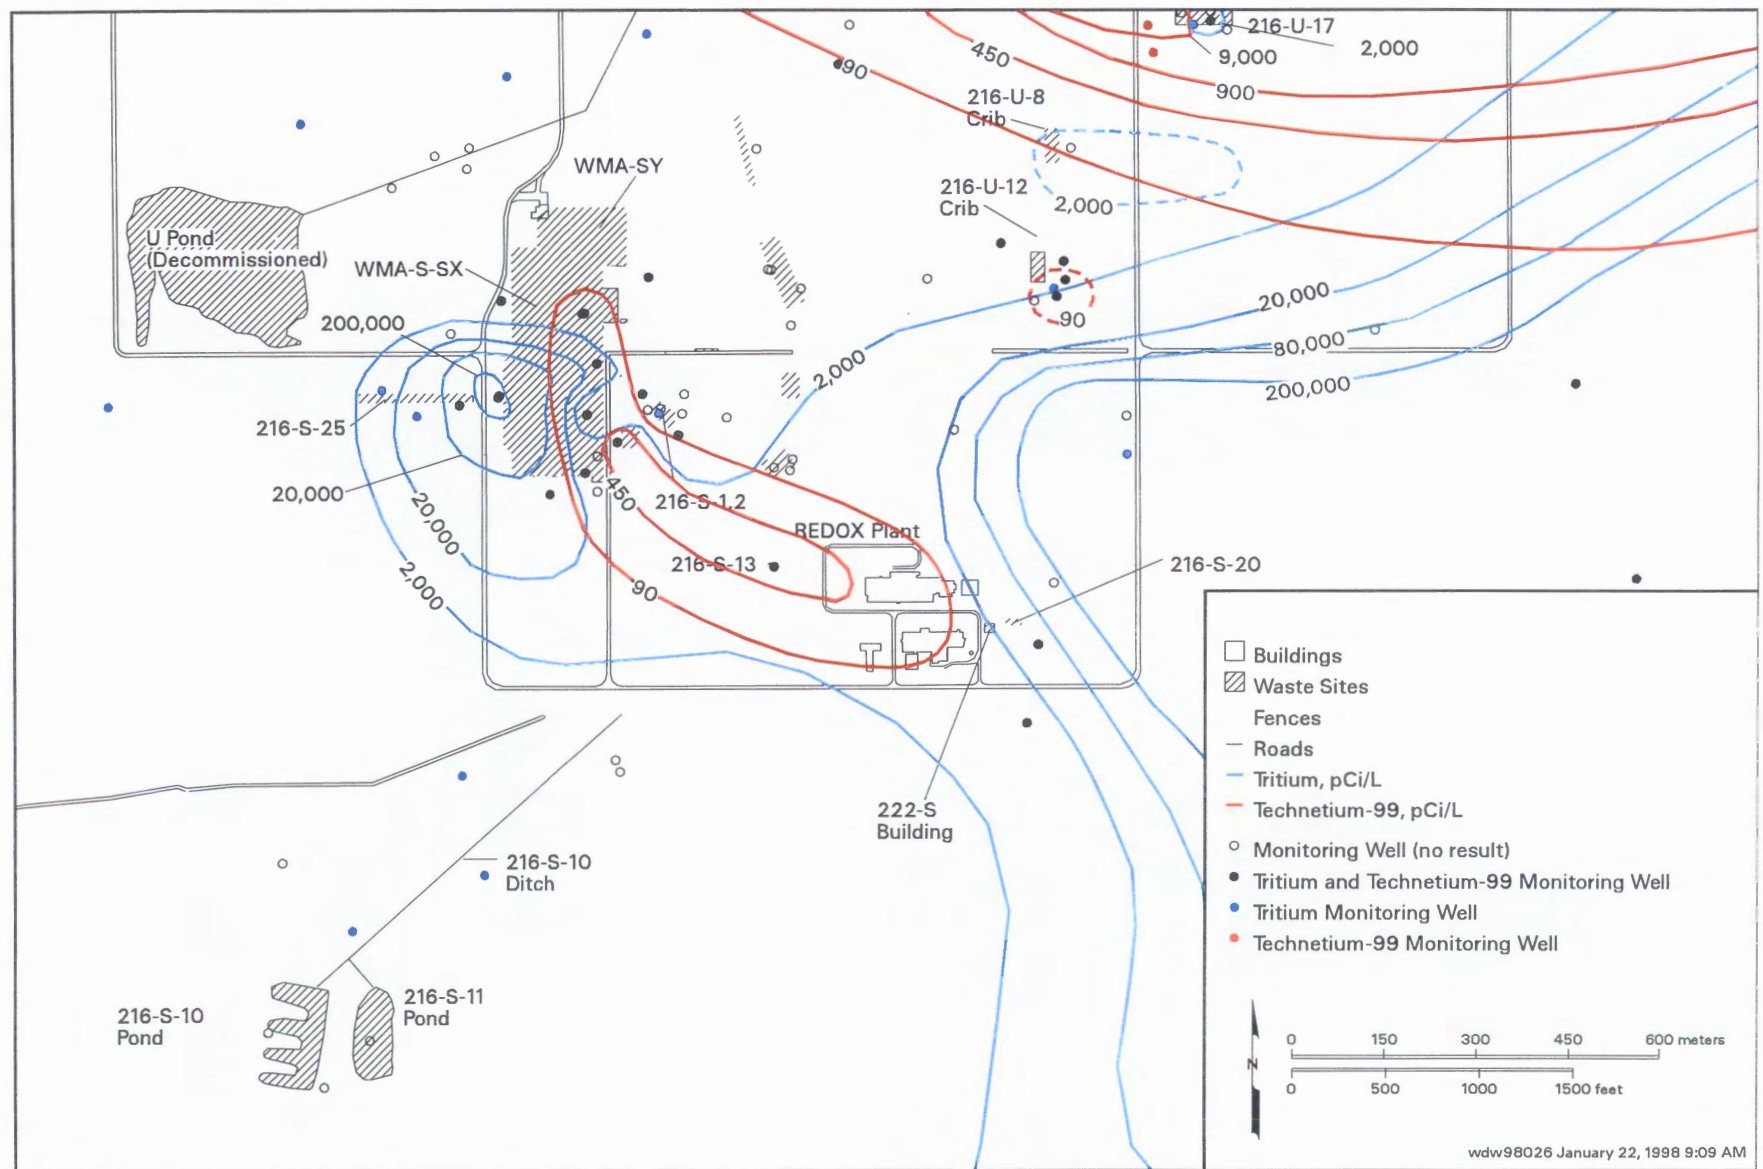 216-U-17
2,000
9,000
450
90
900
216-U-8
Crib
WMA-SY
216-U-12
Crib
2,000
U Pond
(Decommissioned)
WMA-S-SX
200,000
20,000
90
80,000
2,000
200,000
216-S-25
20,000
450
216-S-1,2
20,000
REDOX Plant
216-S-13
216-S-20
2,000
90
222-S
Building
216-S-10
Ditch
216-S-11
Pond
216-S-10
Pond
Buildings
Waste Sites
Fences
Roads
Tritium, pCi/L
Technetium-99, pCi/L
Monitoring Well (no result)
Tritium and Technetium-99 Monitoring Well
Tritium Monitoring Well
Technetium-99 Monitoring Well
N
0 150 300 450 600 meters
0 500 1000 1500 feet
wdw98026 January 22, 1998 9:09 AM